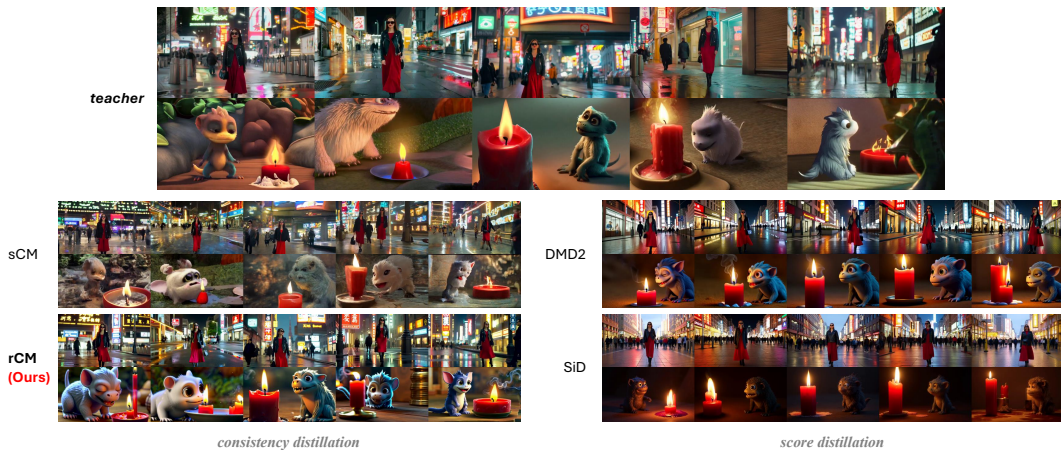 teacher
sCM
DMD2
rCM
(Ours)
SiD
consistency distillation
score distillation